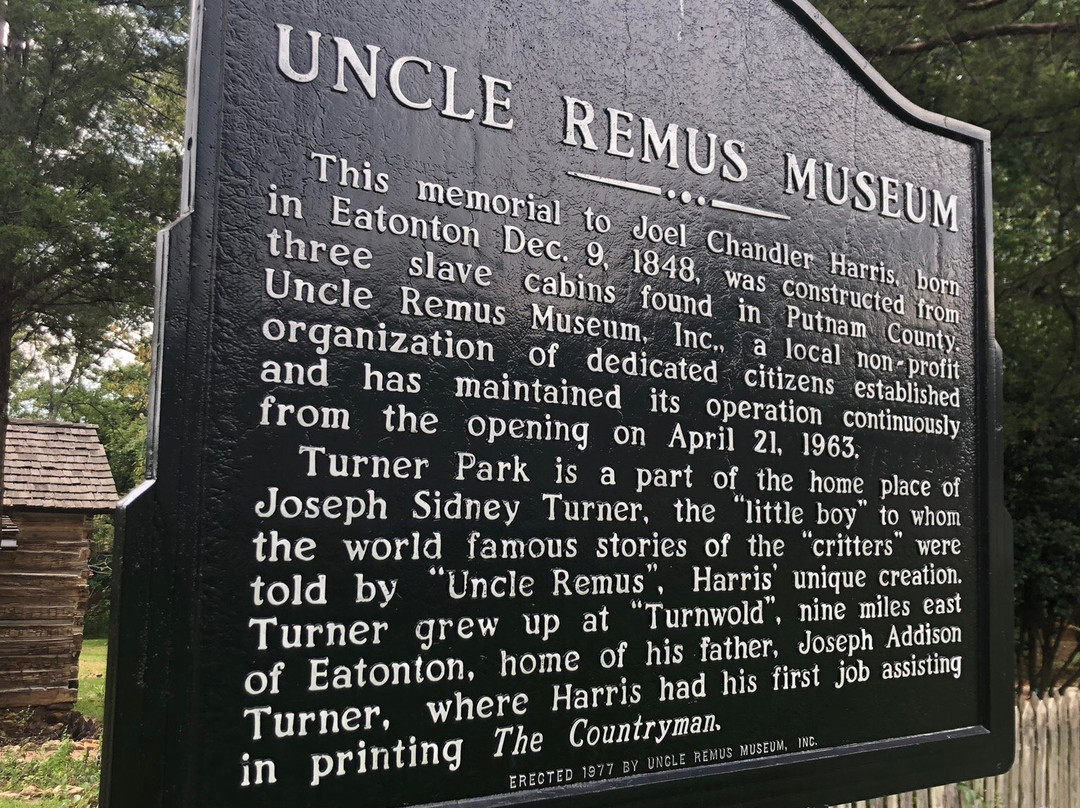 UNCLE REMUS MUSEUM
This memorial to Joel Chandler Harris, born
in Eatonton Dec. 9, 1848, was constructed from
three slave cabins found in Putnam County.
Uncle Remus Museum, Inc., a local non-profit
organization of dedicated citizens established
and has maintained its operation continuously
from the opening on April 21, 1963.
Turner Park is a part of the home place of
Joseph Sidney Turner, the "little boy" to whom
the world famous stories of the "critters" were
told by "Uncle Remus", Harris' unique creation.
Turner grew up at "Turnwold", nine miles east
of Eatonton, home of his father, Joseph Addison
Turner, where Harris had his first job assisting
in printing The Countryman.
ERECTED 1977 BY UNCLE REMUS MUSEUM, INC.